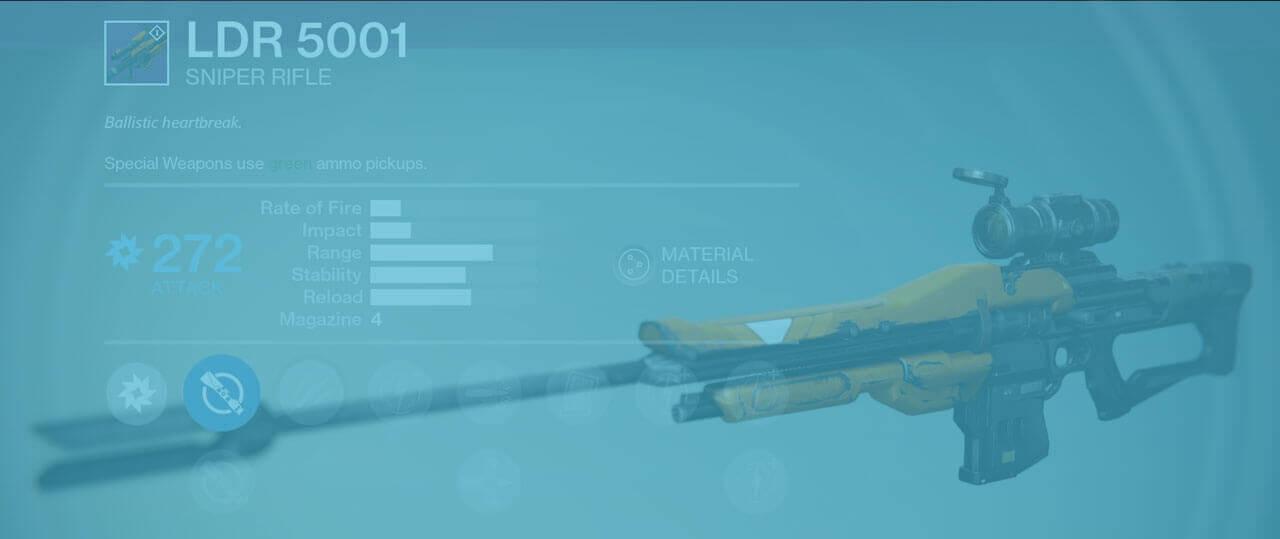 LDR 5001
SNIPER RIFLE
Ballistic heartbreak.
Special Weapons use green ammo pickups.
272
ATTACK
Rate of Fire
Impact
Range
Stability
Reload
Magazine 4
MATERIAL
DETAILS